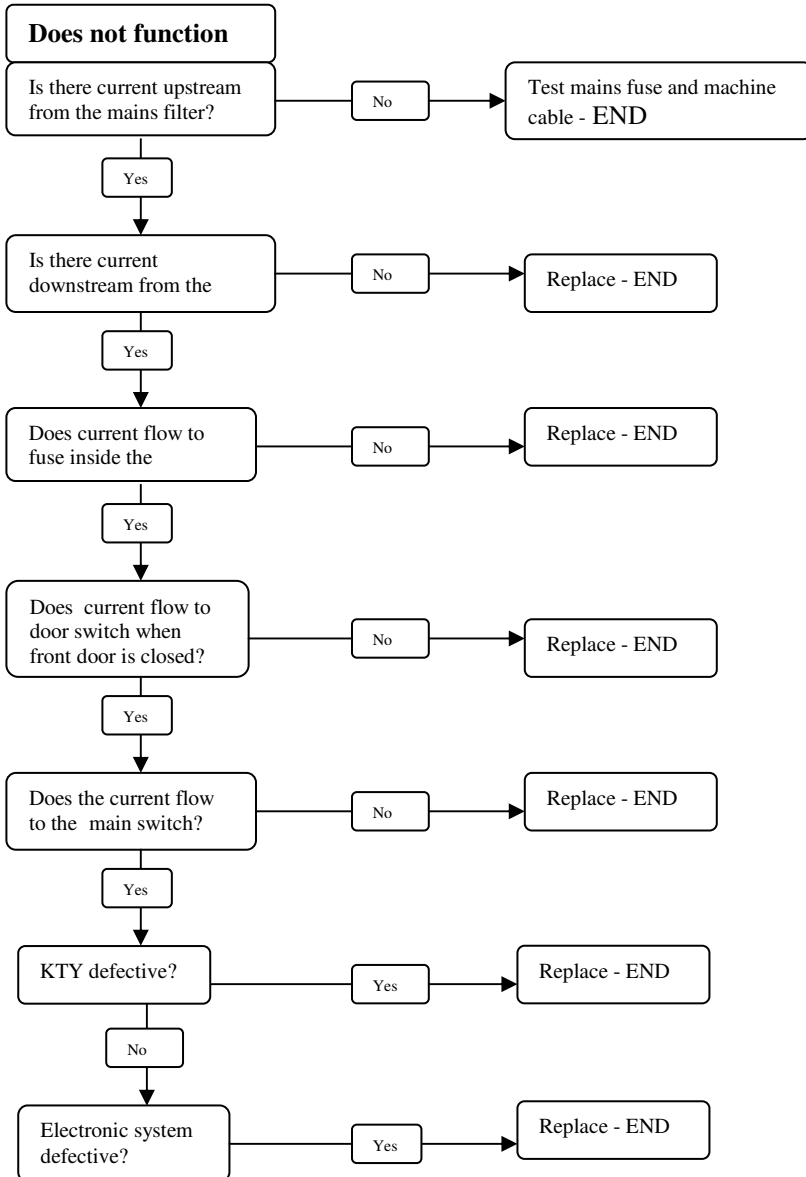 Does not function
Is there current upstream
from the mains filter?
No
Test mains fuse and machine
cable - END
Yes
Is there current
downstream from the
No
Replace - END
Yes
Does current flow to
fuse inside the
No
Replace - END
Yes
Does current flow to
door switch when
front door is closed?
No
Replace - END
Yes
Does the current flow
to the main switch?
No
Replace - END
Yes
KTY defective?
Yes
Replace - END
No
Electronic system
defective?
Yes
Replace - END